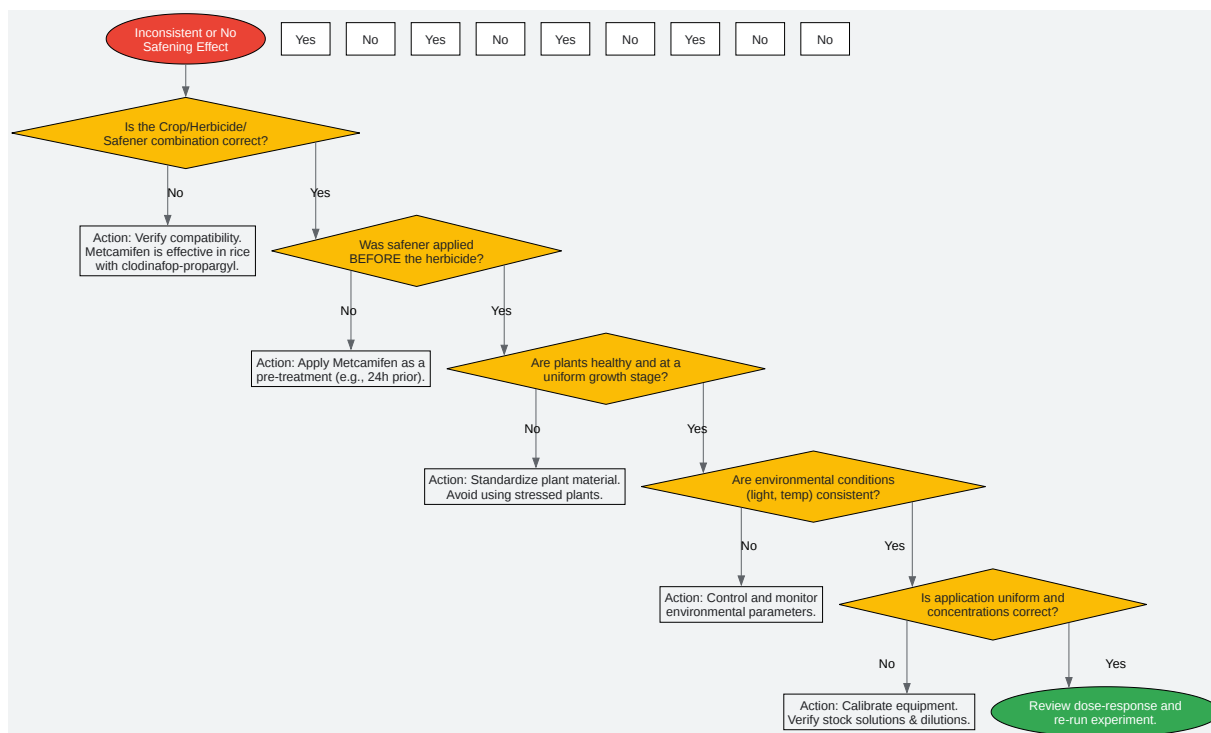 Inconsistent or No
Safening Effect
Yes
No
Yes
No
Yes
No
Yes
No
No
Is the Crop/Herbicide/
Safener combination correct?
No
Yes
Action: Verify compatibility.
Metcamifen is effective in rice
with clodinafop-propargyl.
Was safener applied
BEFORE the herbicide?
No
Yes
Action: Apply Metcamifen as a
pre-treatment (e.g., 24h prior).
Are plants healthy and at a
uniform growth stage?
No
Yes
Action: Standardize plant material.
Avoid using stressed plants.
Are environmental conditions
(light, temp) consistent?
No
Yes
Action: Control and monitor
environmental parameters.
Is application uniform and
concentrations correct?
No
Yes
Action: Calibrate equipment.
Verify stock solutions & dilutions.
Review dose-response and
re-run experiment.